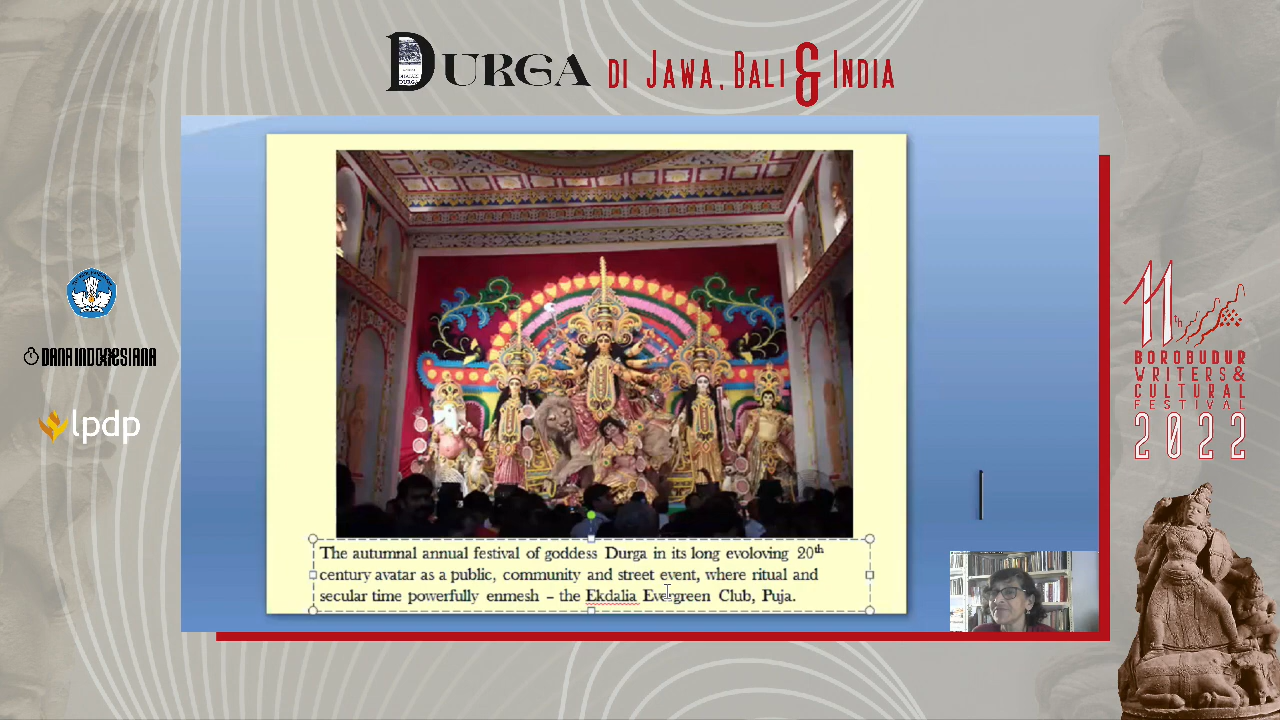 DURGA DI JAWA, BALI & INDIA
The autumnal annual festival of goddess Durga in its long evoloving 20th
century avatar as a public, community and street event, where ritual and
secular time powerfully enmesh – the Ekdalia Evergreen Club, Puja.
DANA INDONESIANA
lpdp
11th
BOROBUDUR
WRITERS &
CULTURAL
FESTIVAL
2022